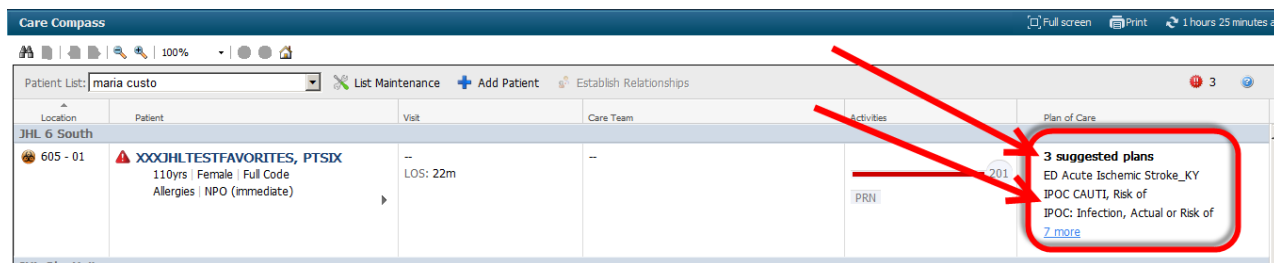 Care Compass
Full screen Print 1 hours 25 minutes a
100%
Patient List: maria custo List Maintenance Add Patient Establish Relationships 3
Location Patient Visit Care Team Activities Plan of Care
JHL 6 South
605 - 01 XXXJHLTESTFAVORITES, PTSIX -- -- 3 suggested plans
110yrs | Female | Full Code LOS: 22m 201 ED Acute Ischemic Stroke_KY
Allergies | NPO (immediate) PRN IPOC CAUTI, Risk of
IPOC: Infection, Actual or Risk of
7 more